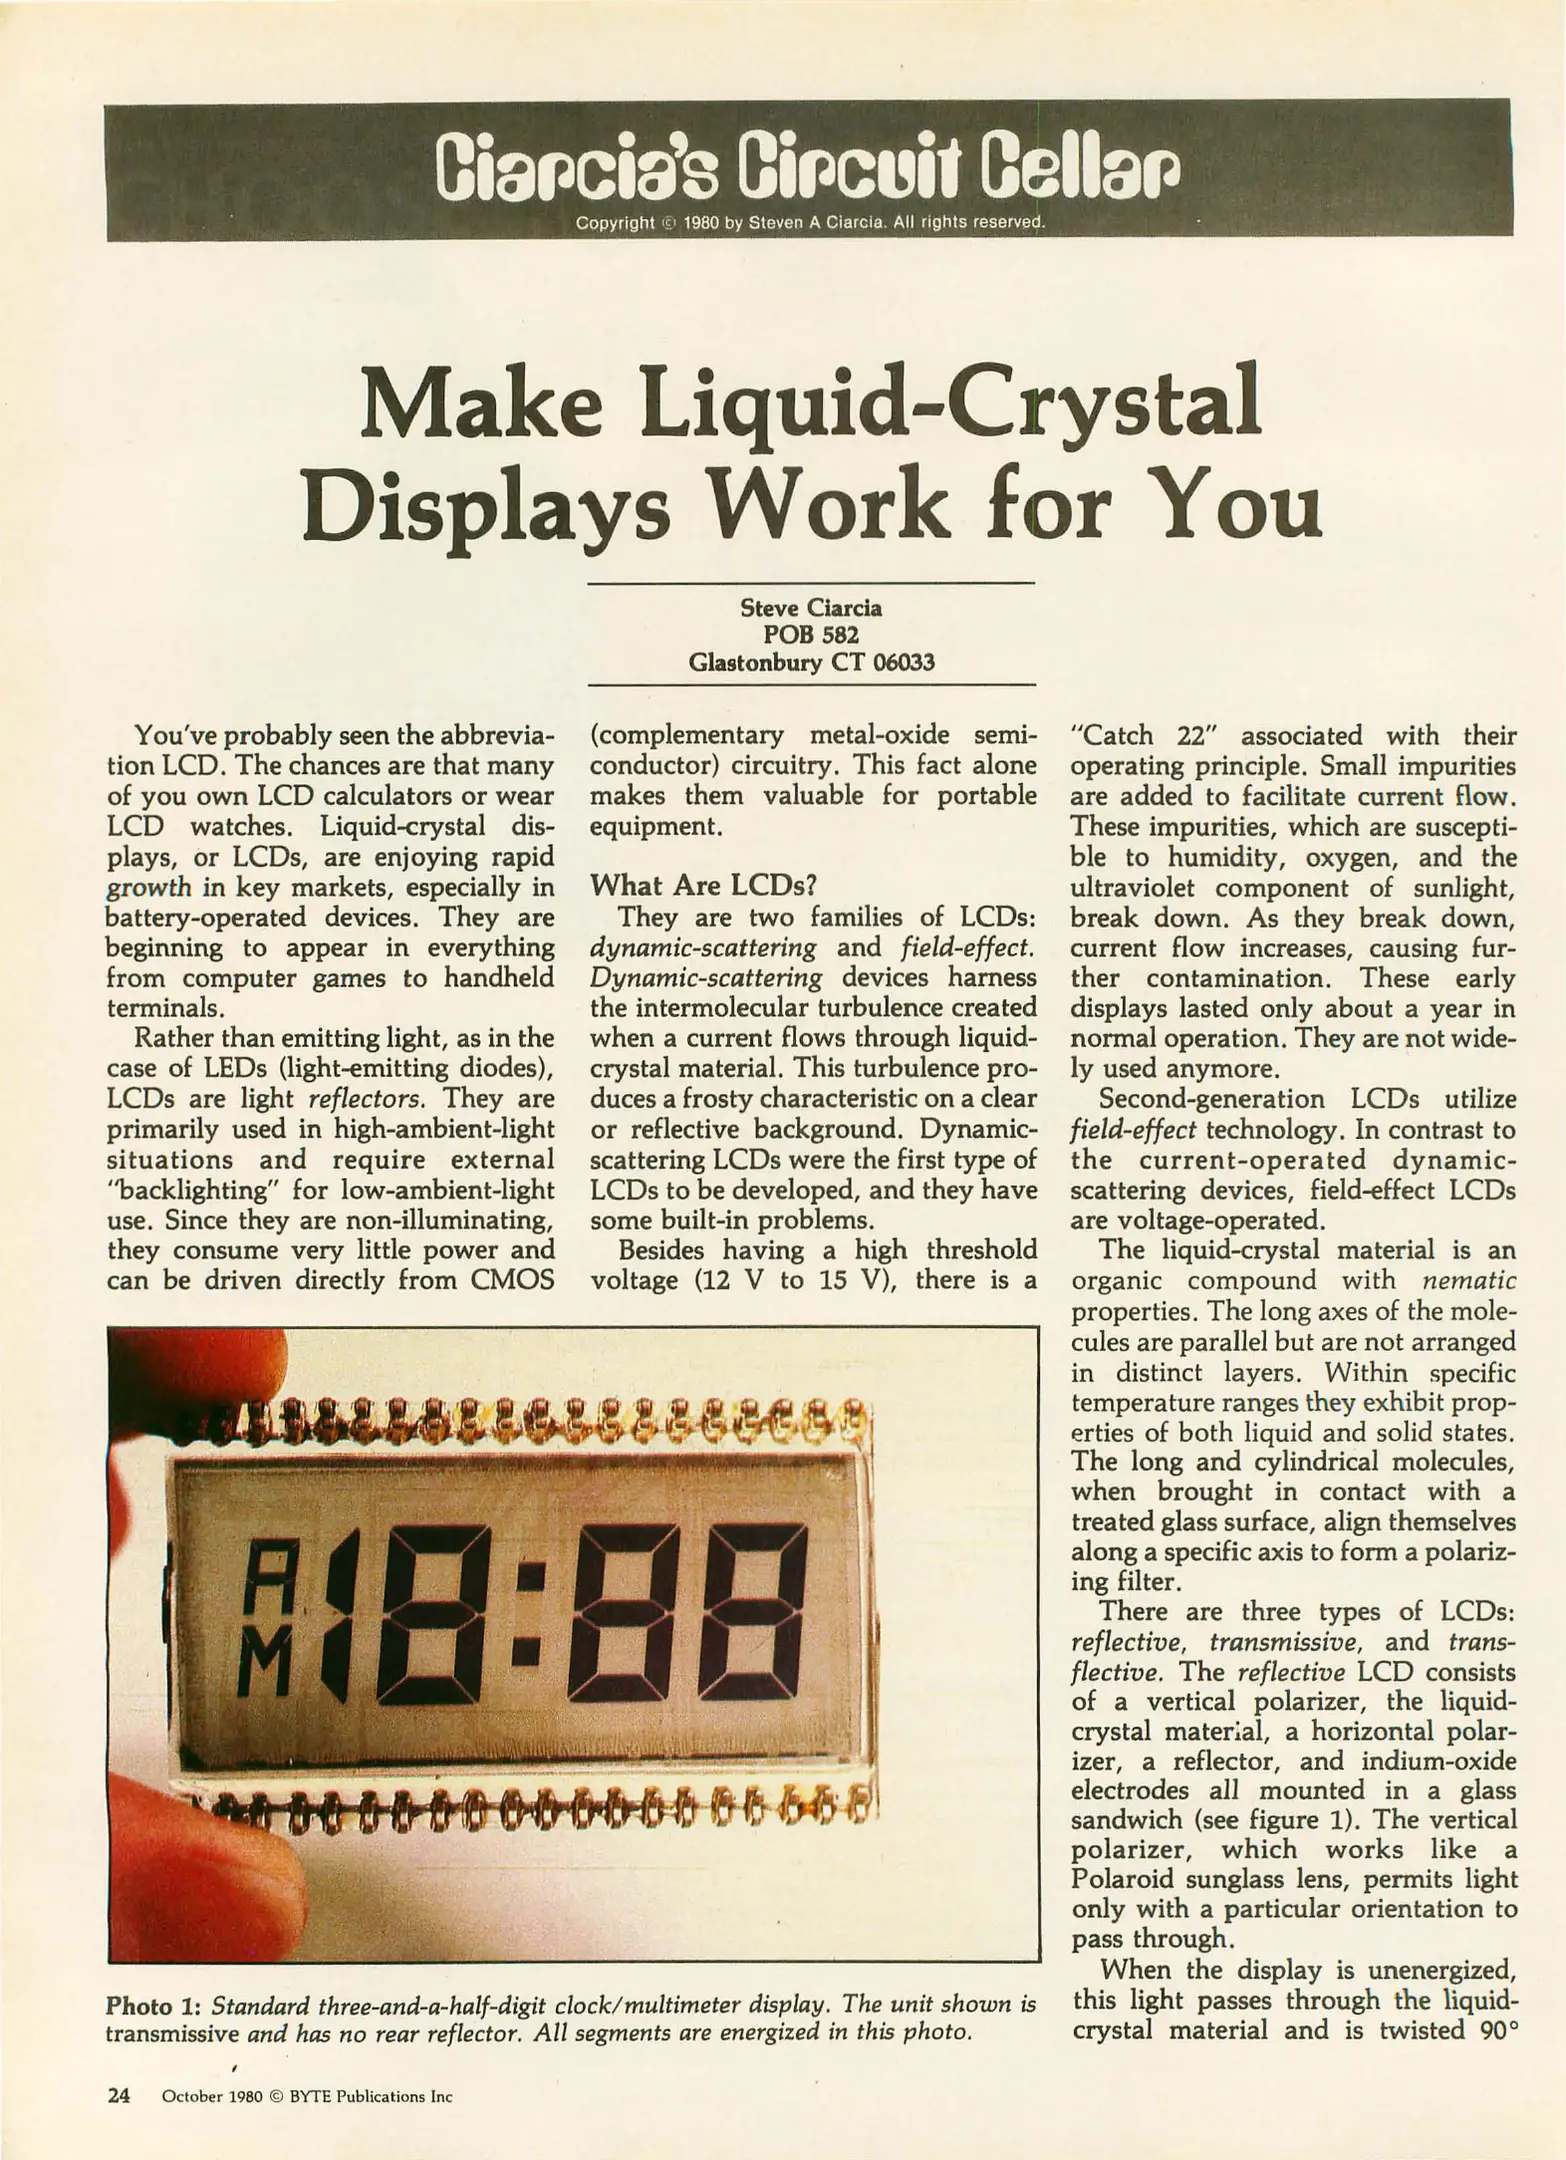 Ciarcia's Circuit Cellar
Copyright © 1980 by Steven A Ciarcia. All rights reserved.
Make Liquid-Crystal
Displays Work for You
Steve Ciarcia
POB 582
Glastonbury CT 06033
You've probably seen the abbrevia-
tion LCD. The chances are that many
of you own LCD calculators or wear
LCD watches. Liquid-crystal dis-
plays, or LCDs, are enjoying rapid
growth in key markets, especially in
battery-operated devices. They are
beginning to appear in everything
from computer games to handheld
terminals.
Rather than emitting light, as in the
case of LEDs (light-emitting diodes),
LCDs are light reflectors. They are
primarily used in high-ambient-light
situations and require external
"backlighting" for low-ambient-light
use. Since they are non-illuminating,
they consume very little power and
can be driven directly from CMOS
(complementary metal-oxide semi-
conductor) circuitry. This fact alone
makes them valuable for portable
equipment.
What Are LCDs?
They are two families of LCDs:
dynamic-scattering and field-effect.
Dynamic-scattering devices harness
the intermolecular turbulence created
when a current flows through liquid-
crystal material. This turbulence pro-
duces a frosty characteristic on a clear
or reflective background. Dynamic-
scattering LCDs were the first type of
LCDs to be developed, and they have
some built-in problems.
Besides having a high threshold
voltage (12 V to 15 V), there is a
"Catch 22" associated with their
operating principle. Small impurities
are added to facilitate current flow.
These impurities, which are suscepti-
ble to humidity, oxygen, and the
ultraviolet component of sunlight,
break down. As they break down,
current flow increases, causing fur-
ther contamination. These early
displays lasted only about a year in
normal operation. They are not wide-
ly used anymore.
Second-generation LCDs utilize
field-effect technology. In contrast to
the current-operated dynamic-
scattering devices, field-effect LCDs
are voltage-operated.
The liquid-crystal material is an
organic compound with nematic
properties. The long axes of the mole-
cules are parallel but are not arranged
in distinct layers. Within specific
temperature ranges they exhibit prop-
erties of both liquid and solid states.
The long and cylindrical molecules,
when brought in contact with a
treated glass surface, align themselves
along a specific axis to form a polariz-
ing filter.
There are three types of LCDs:
reflective, transmissive, and trans-
flective. The reflective LCD consists
of a vertical polarizer, the liquid-
crystal material, a horizontal polar-
izer, a reflector, and indium-oxide
electrodes all mounted in a glass
sandwich (see figure 1). The vertical
polarizer, which works like a
Polaroid sunglass lens, permits light
only with a particular orientation to
pass through.
When the display is unenergized,
this light passes through the liquid-
crystal material and is twisted 90°
AM 18:88
Photo 1: Standard three-and-a-half-digit clock/multimeter display. The unit shown is
transmissive and has no rear reflector. All segments are energized in this photo.
24 October 1980 © BYTE Publications Inc